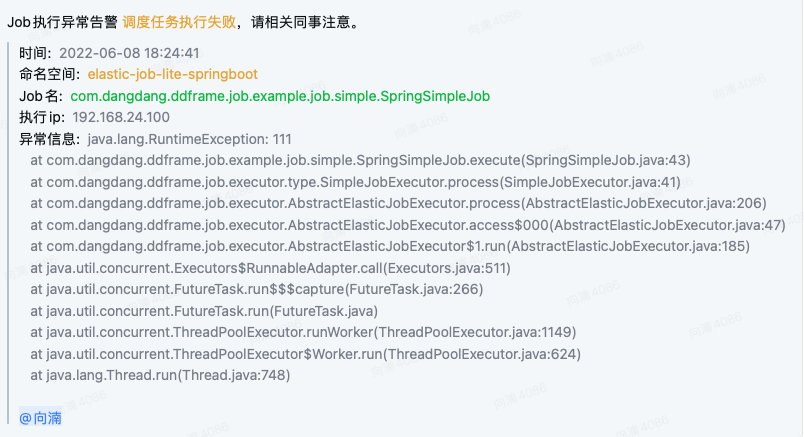 Job执行异常告警 调度任务执行失败，请相关同事注意。
时间：2022-06-08 18:24:41
命名空间：elastic-job-lite-springboot
Job名：com.dangdang.ddframe.job.example.job.simple.SpringSimpleJob
执行ip：192.168.24.100
异常信息：java.lang.RuntimeException: 111
at com.dangdang.ddframe.job.example.job.simple.SpringSimpleJob.execute(SpringSimpleJob.java:43)
at com.dangdang.ddframe.job.executor.type.SimpleJobExecutor.process(SimpleJobExecutor.java:41)
at com.dangdang.ddframe.job.executor.AbstractElasticJobExecutor.process(AbstractElasticJobExecutor.java:206)
at com.dangdang.ddframe.job.executor.AbstractElasticJobExecutor.access$000(AbstractElasticJobExecutor.java:47)
at com.dangdang.ddframe.job.executor.AbstractElasticJobExecutor$1.run(AbstractElasticJobExecutor.java:185)
at java.util.concurrent.Executors$RunnableAdapter.call(Executors.java:511)
at java.util.concurrent.FutureTask.run$$$capture(FutureTask.java:266)
at java.util.concurrent.FutureTask.run(FutureTask.java)
at java.util.concurrent.ThreadPoolExecutor.runWorker(ThreadPoolExecutor.java:1149)
at java.util.concurrent.ThreadPoolExecutor$Worker.run(ThreadPoolExecutor.java:624)
at java.lang.Thread.run(Thread.java:748)
@向湳